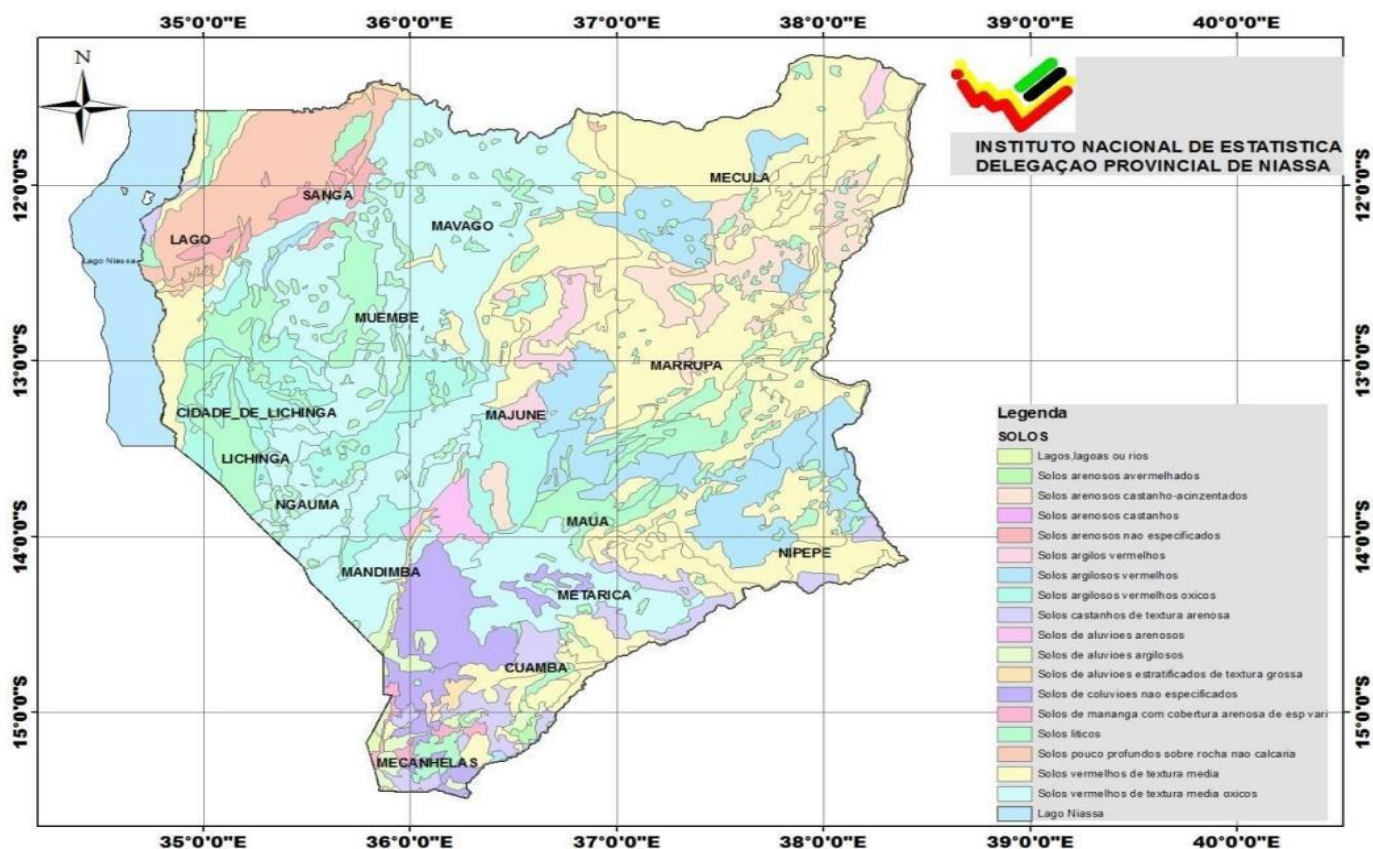 35°0'0"E 36°0'0"E 37°0'0"E 38°0'0"E 39°0'0"E 40°0'0"E
N
INSTITUTO NACIONAL DE ESTATISTICA
DELEGAÇAO PROVINCIAL DE NIASSA
12°0'0"S
12°0'0"S
MECULA
SANGA
MAVAGO
LAGO
Lago Niassa
MUEMBE
13°0'0"S
13°0'0"S
MARRUPA
CIDADE_DE_LICHINGA
MAJUNE
LICHINGA
NGAUMA
MAUA
14°0'0"S
14°0'0"S
NIPEPE
MANDIMBA
METARICA
CUAMBA
15°0'0"S
15°0'0"S
MECANHELAS
Legenda
SOLOS
Lagos,lagoas ou rios
Solos arenosos avermelhados
Solos arenosos castanho-acinzentados
Solos arenosos castanhos
Solos arenosos nao especificados
Solos argilos vermelhos
Solos argilosos vermelhos
Solos argilosos vermelhos oxicos
Solos castanhos de textura arenosa
Solos de aluvioes arenosos
Solos de aluvioes argilosos
Solos de aluvioes estratificados de textura grossa
Solos de coluvioes nao especificados
Solos de mananga com cobertura arenosa de esp vari
Solos liticos
Solos pouco profundos sobre rocha nao calcaria
Solos vermelhos de textura media
Solos vermelhos de textura media oxicos
Lago Niassa
35°0'0"E 36°0'0"E 37°0'0"E 38°0'0"E 39°0'0"E 40°0'0"E